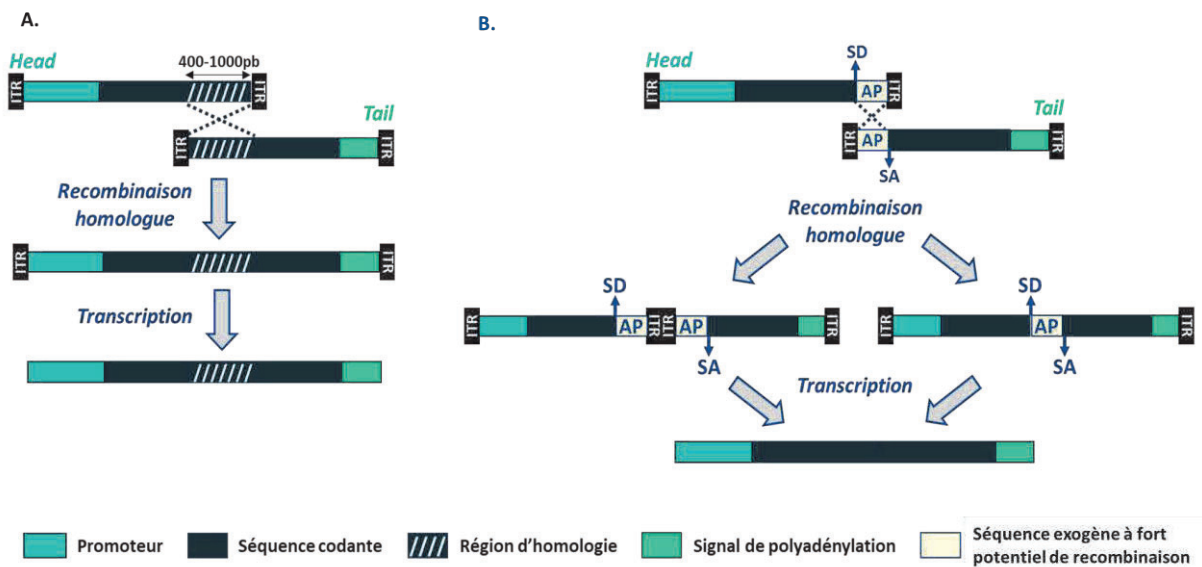 A.
Head
400-1000pb
ITR
ITR
Tail
ITR
ITR
Recombinaison
homologue
ITR
ITR
Transcription
B.
SD
Head
ITR
AP
ITR
Tail
ITR
AP
ITR
SA
Recombinaison
homologue
SD
ITR
AP
ITR
ITR
AP
ITR
SA
SD
ITR
AP
ITR
SA
Transcription
Promoteur
Séquence codante
Région d'homologie
Signal de polyadénylation
Séquence exogène à fort
potentiel de recombinaison